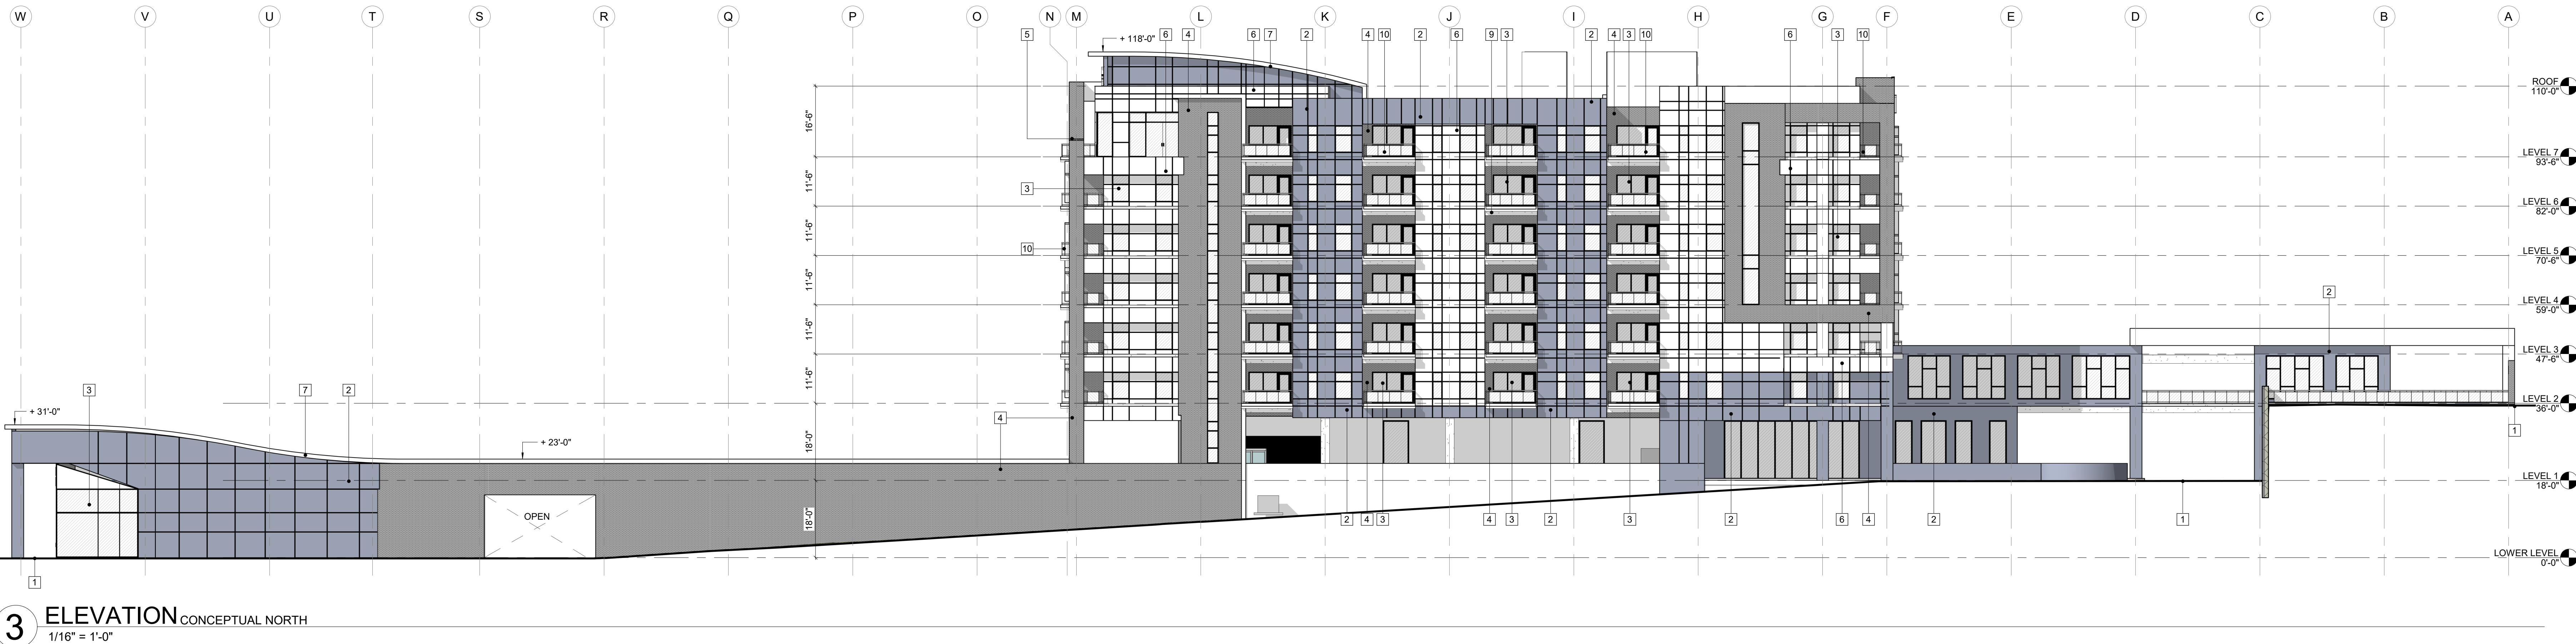 W V U T S R Q P O N M L K J I H G F E D C B A
5 6 4 6 7 2 4 10 2 6 9 3 2 4 3 10 6 3 10
+ 118'-0"
ROOF
110'-0"
16'-6"
LEVEL 7
93'-6"
3
11'-6"
LEVEL 6
82'-0"
11'-6"
10
LEVEL 5
70'-6"
11'-6"
2
LEVEL 4
59'-0"
11'-6"
LEVEL 3
47'-6"
11'-6"
3 7 2
4
LEVEL 2
36'-0"
+ 31'-0"
1
18'-0"
+ 23'-0"
LEVEL 1
18'-0"
OPEN
18'-0"
2 4 3 4 3 2 3 2 6 4 2 1
LOWER LEVEL
0'-0"
1
3 ELEVATION CONCEPTUAL NORTH
1/16" = 1'-0"